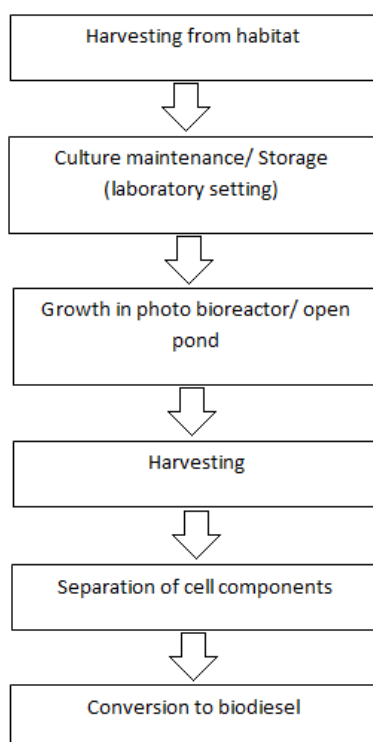 Harvesting from habitat
Culture maintenance/ Storage
(laboratory setting)
Growth in photo bioreactor/ open
pond
Harvesting
Separation of cell components
Conversion to biodiesel